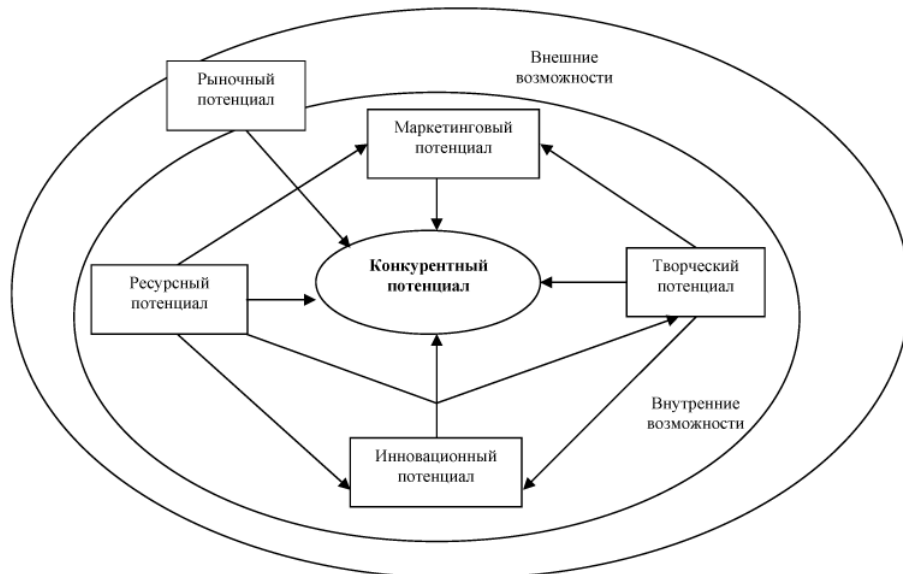 Внешние
возможности
Рыночный
потенциал
Маркетинговый
потенциал
Конкурентный
потенциал
Творческий
потенциал
Ресурсный
потенциал
Внутренние
возможности
Инновационный
потенциал